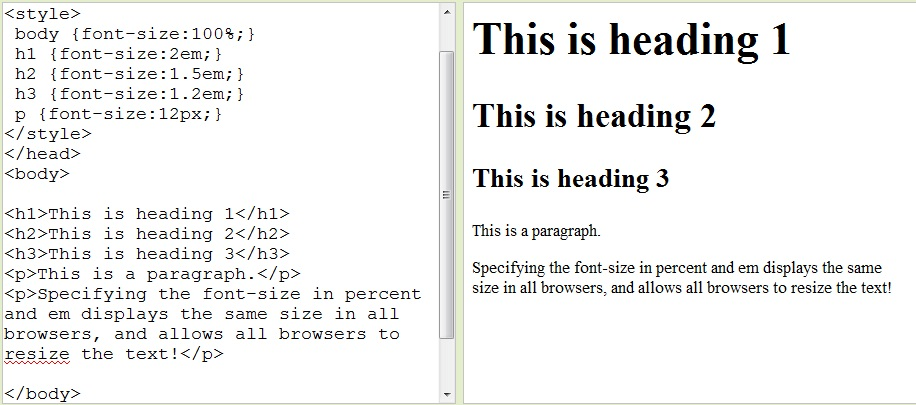 <style>
body {font-size:100%;}
h1 {font-size:2em;}
h2 {font-size:1.5em;}
h3 {font-size:1.2em;}
p {font-size:12px;}
</style>
</head>
<body>
<h1>This is heading 1</h1>
<h2>This is heading 2</h2>
<h3>This is heading 3</h3>
<p>This is a paragraph.</p>
<p>Specifying the font-size in percent
and em displays the same size in all
browsers, and allows all browsers to
resize the text!</p>
</body>
This is heading 1
This is heading 2
This is heading 3
This is a paragraph.
Specifying the font-size in percent and em displays the same
size in all browsers, and allows all browsers to resize the text!